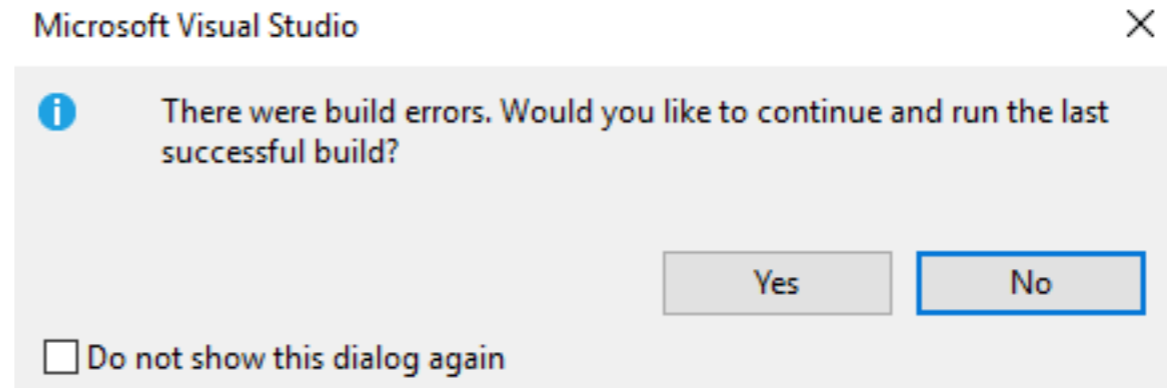 Microsoft Visual Studio
There were build errors. Would you like to continue and run the last
successful build?
Yes
No
Do not show this dialog again